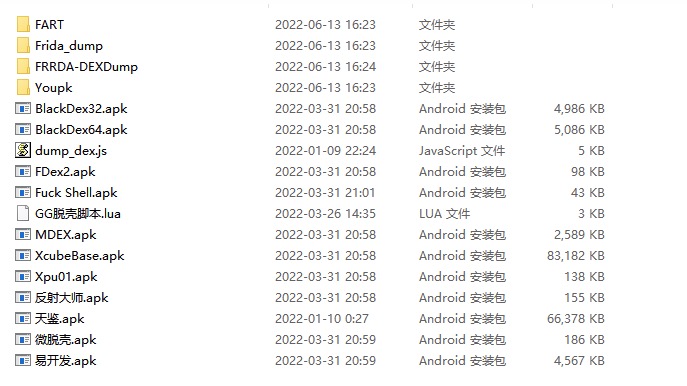 FART 2022-06-13 16:23 文件夹
Frida_dump 2022-06-13 16:23 文件夹
FRRDA-DEXDump 2022-06-13 16:24 文件夹
Youpk 2022-06-13 16:23 文件夹
BlackDex32.apk 2022-03-31 20:58 Android 安装包 4,986 KB
BlackDex64.apk 2022-03-31 20:58 Android 安装包 5,086 KB
dump_dex.js 2022-01-09 22:24 JavaScript 文件 5 KB
FDex2.apk 2022-03-31 20:58 Android 安装包 98 KB
Fuck Shell.apk 2022-03-31 21:01 Android 安装包 43 KB
GG脱壳脚本.lua 2022-03-26 14:35 LUA 文件 3 KB
MDEX.apk 2022-03-31 20:58 Android 安装包 2,589 KB
XcubeBase.apk 2022-03-31 20:58 Android 安装包 83,182 KB
Xpu01.apk 2022-03-31 20:58 Android 安装包 138 KB
反射大师.apk 2022-03-31 20:58 Android 安装包 155 KB
天鉴.apk 2022-01-10 0:27 Android 安装包 66,378 KB
微脱壳.apk 2022-03-31 20:59 Android 安装包 186 KB
易开发.apk 2022-03-31 20:59 Android 安装包 4,567 KB